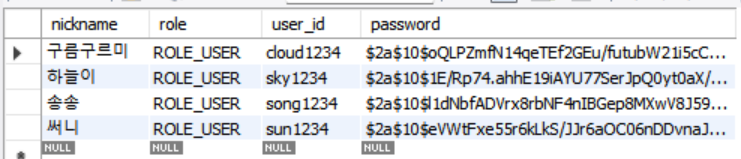 nickname role user_id password
구름구르미 ROLE_USER cloud1234 $2a$10$oQLPZmfN14qeTEf2GEu/futubW21i5cC...
하늘이 ROLE_USER sky1234 $2a$10$1E/Rp74.ahhE19iAYU77SerJpQ0yt0aX/...
송송 ROLE_USER song1234 $2a$10$l1dNbfADVrx8rbNF4nIBGep8MXwV8J59...
써니 ROLE_USER sun1234 $2a$10$eVWtFxe55r6kLkS/JJr6aOC06nDDvnaJ...
NULL NULL NULL NULL